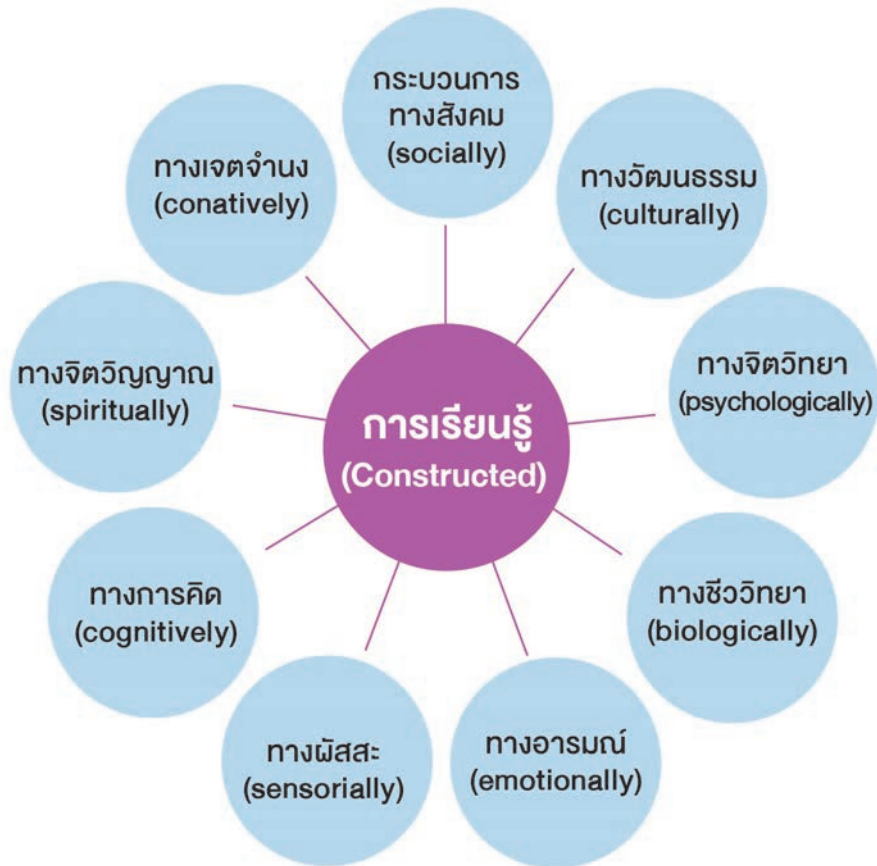 กระบวนการ
ทางสังคม
(socially)
ทางวัฒนธรรม
(culturally)
ทางจิตวิทยา
(psychologically)
ทางชีววิทยา
(biologically)
ทางอารมณ์
(emotionally)
ทางผัสสะ
(sensorially)
ทางการคิด
(cognitively)
ทางจิตวิญญาณ
(spiritually)
ทางเจตจำนง
(conatively)
การเรียนรู้
(Constructed)